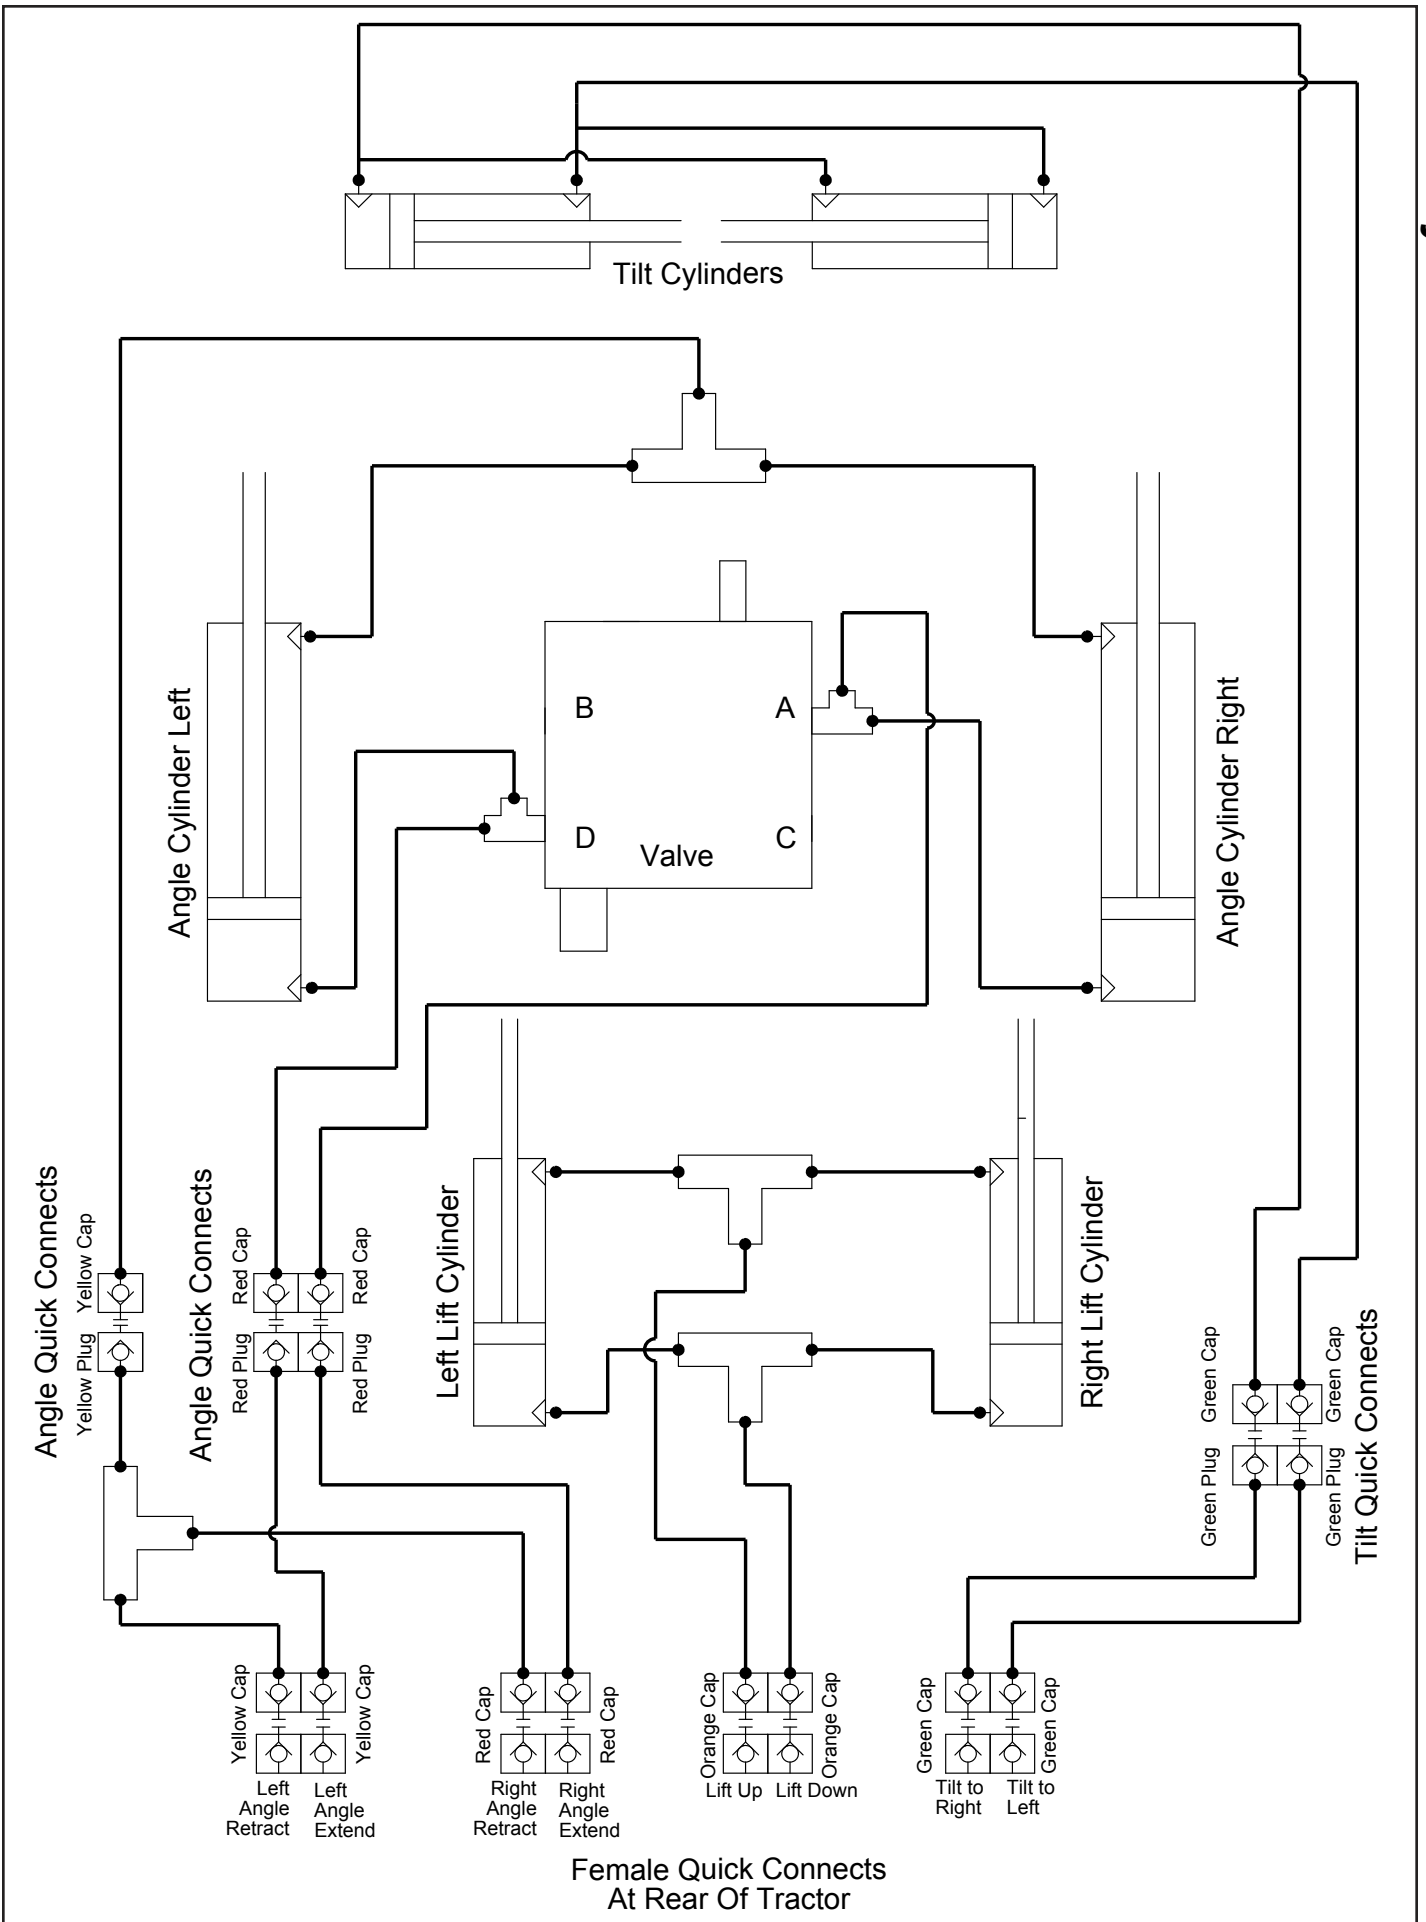 Tilt Cylinders
Angle Cylinder Left
B
A
D
C
Valve
Angle Cylinder Right
Angle Quick Connects
Yellow Cap
Yellow Plug
Angle Quick Connects
Red Cap
Red Plug
Red Cap
Red Plug
Left Lift Cylinder
Right Lift Cylinder
Green Cap
Green Plug
Green Cap
Green Plug
Tilt Quick Connects
Yellow Cap
Yellow Cap
Red Cap
Red Cap
Orange Cap
Orange Cap
Green Cap
Green Cap
Left
Angle
Retract
Left
Angle
Extend
Right
Angle
Retract
Right
Angle
Extend
Lift Up
Lift Down
Tilt to
Right
Tilt to
Left
Female Quick Connects
At Rear Of Tractor